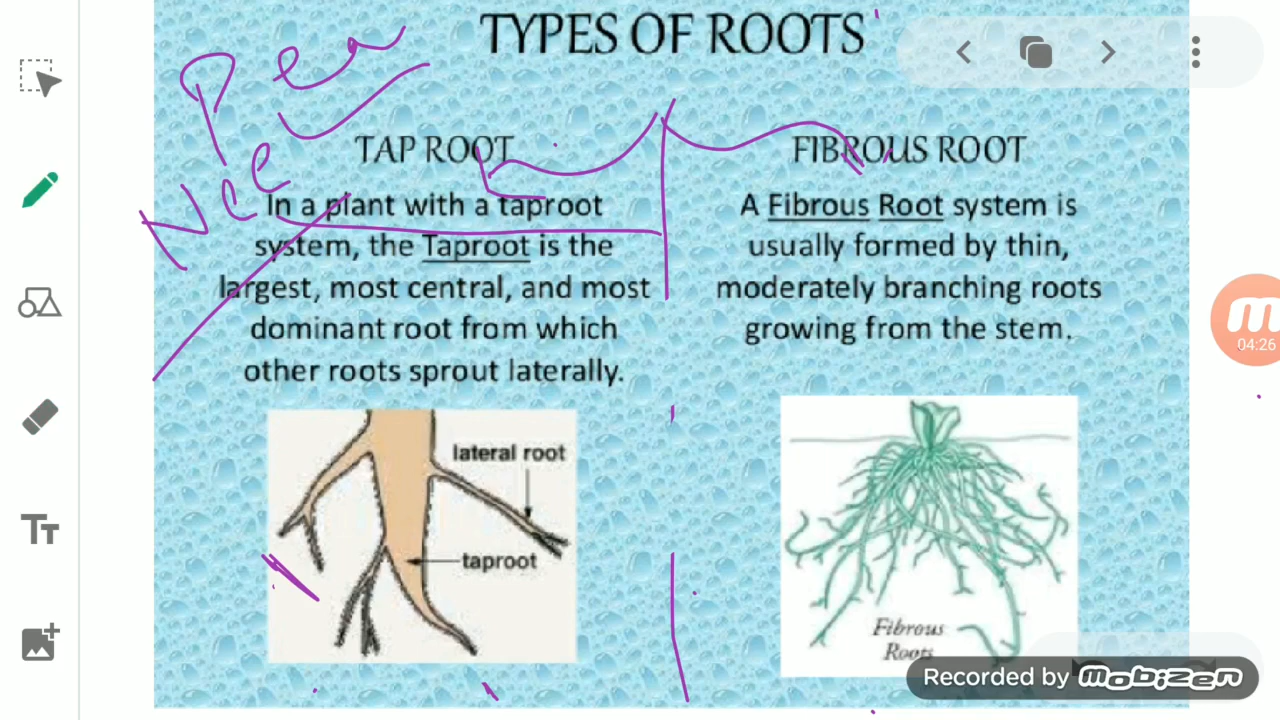 TYPES OF ROOTS
Pea
TAP ROOT
In a plant with a taproot
system, the Taproot is the
largest, most central, and most
dominant root from which
other roots sprout laterally.
lateral root
taproot
FIBROUS ROOT
A Fibrous Root system is
usually formed by thin,
moderately branching roots
growing from the stem.
Fibrous
Roots
04:26
Tт
Recorded by mobizen